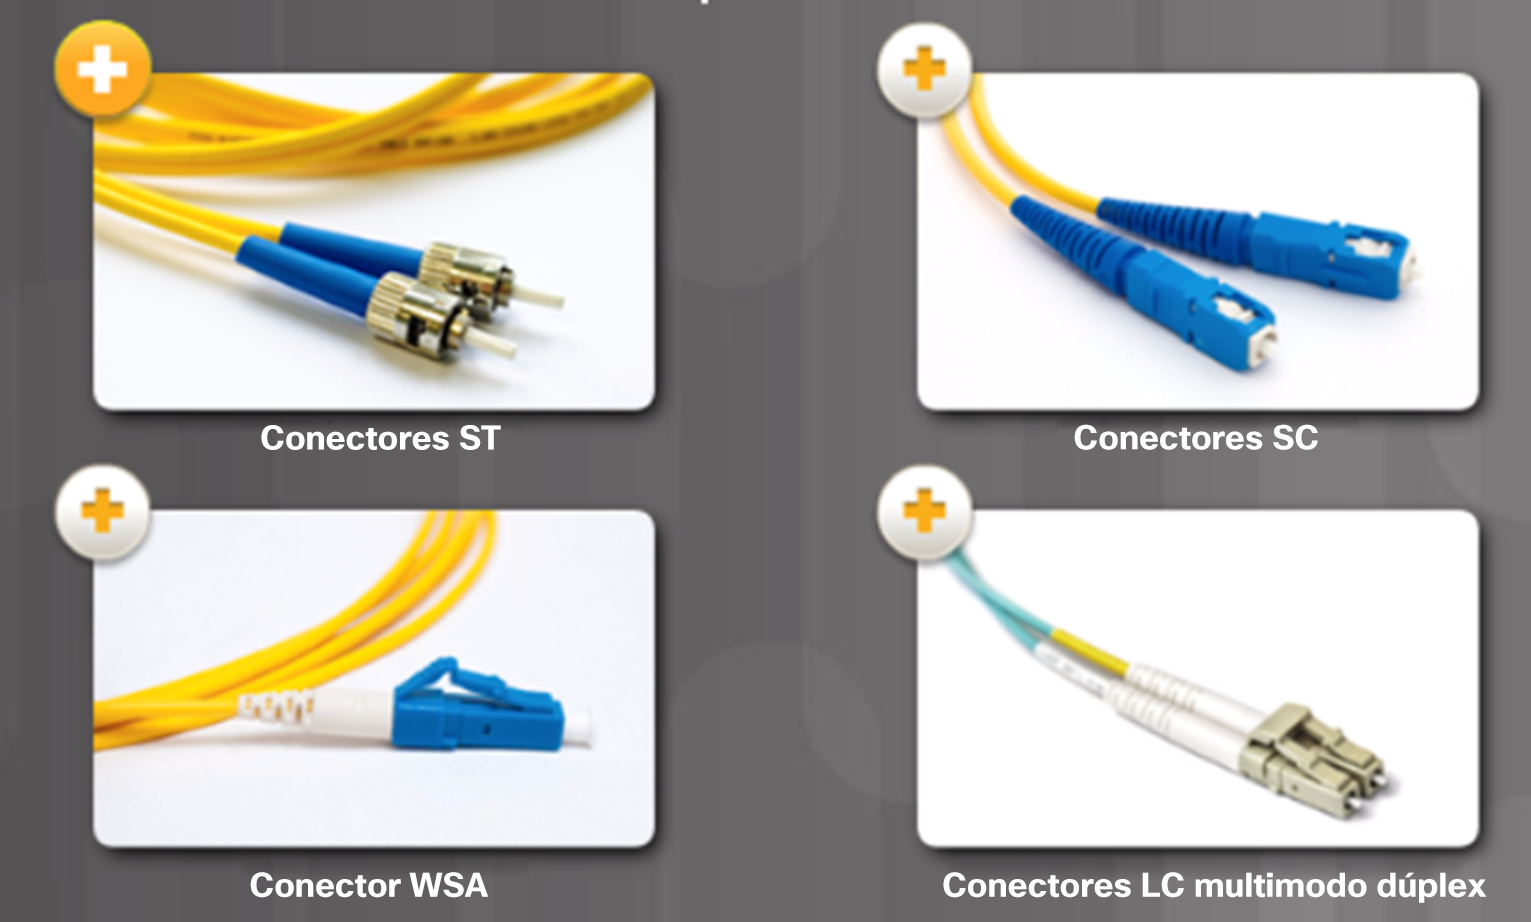 Conectores ST
Conectores SC
Conector WSA
Conectores LC multimodo dúplex